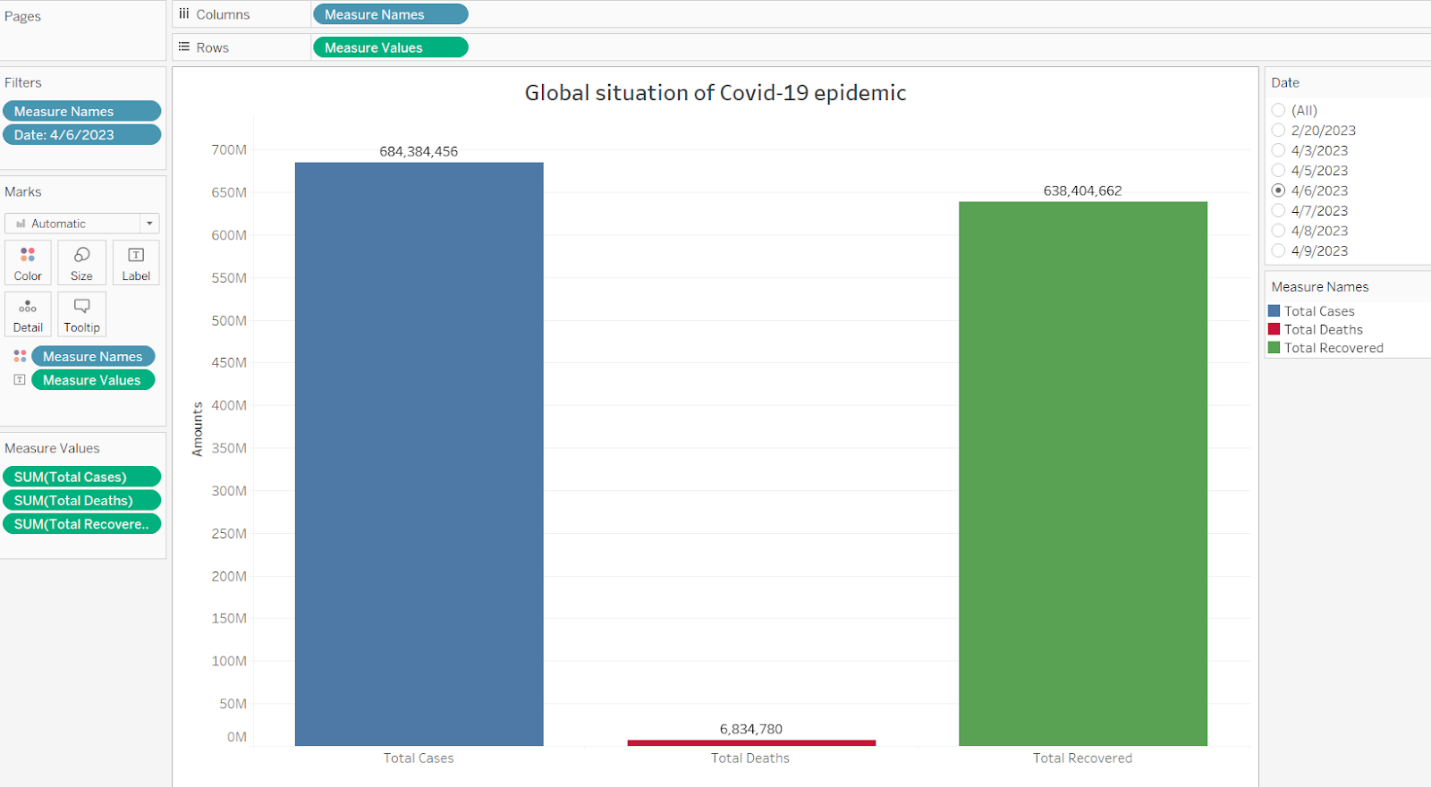 Pages
Columns
Measure Names
Rows
Measure Values
Filters
Measure Names
Date: 4/6/2023
Marks
Automatic
Color
Size
T
Label
Detail
Tooltip
Measure Names
T
Measure Values
Measure Values
SUM(Total Cases)
SUM(Total Deaths)
SUM(Total Recovere..
Global situation of Covid-19 epidemic
Amounts
700M
650M
600M
550M
500M
450M
400M
350M
300M
250M
200M
150M
100M
50M
0M
684,384,456
6,834,780
638,404,662
Total Cases
Total Deaths
Total Recovered
Date
(All)
2/20/2023
4/3/2023
4/5/2023
4/6/2023
4/7/2023
4/8/2023
4/9/2023
Measure Names
Total Cases
Total Deaths
Total Recovered